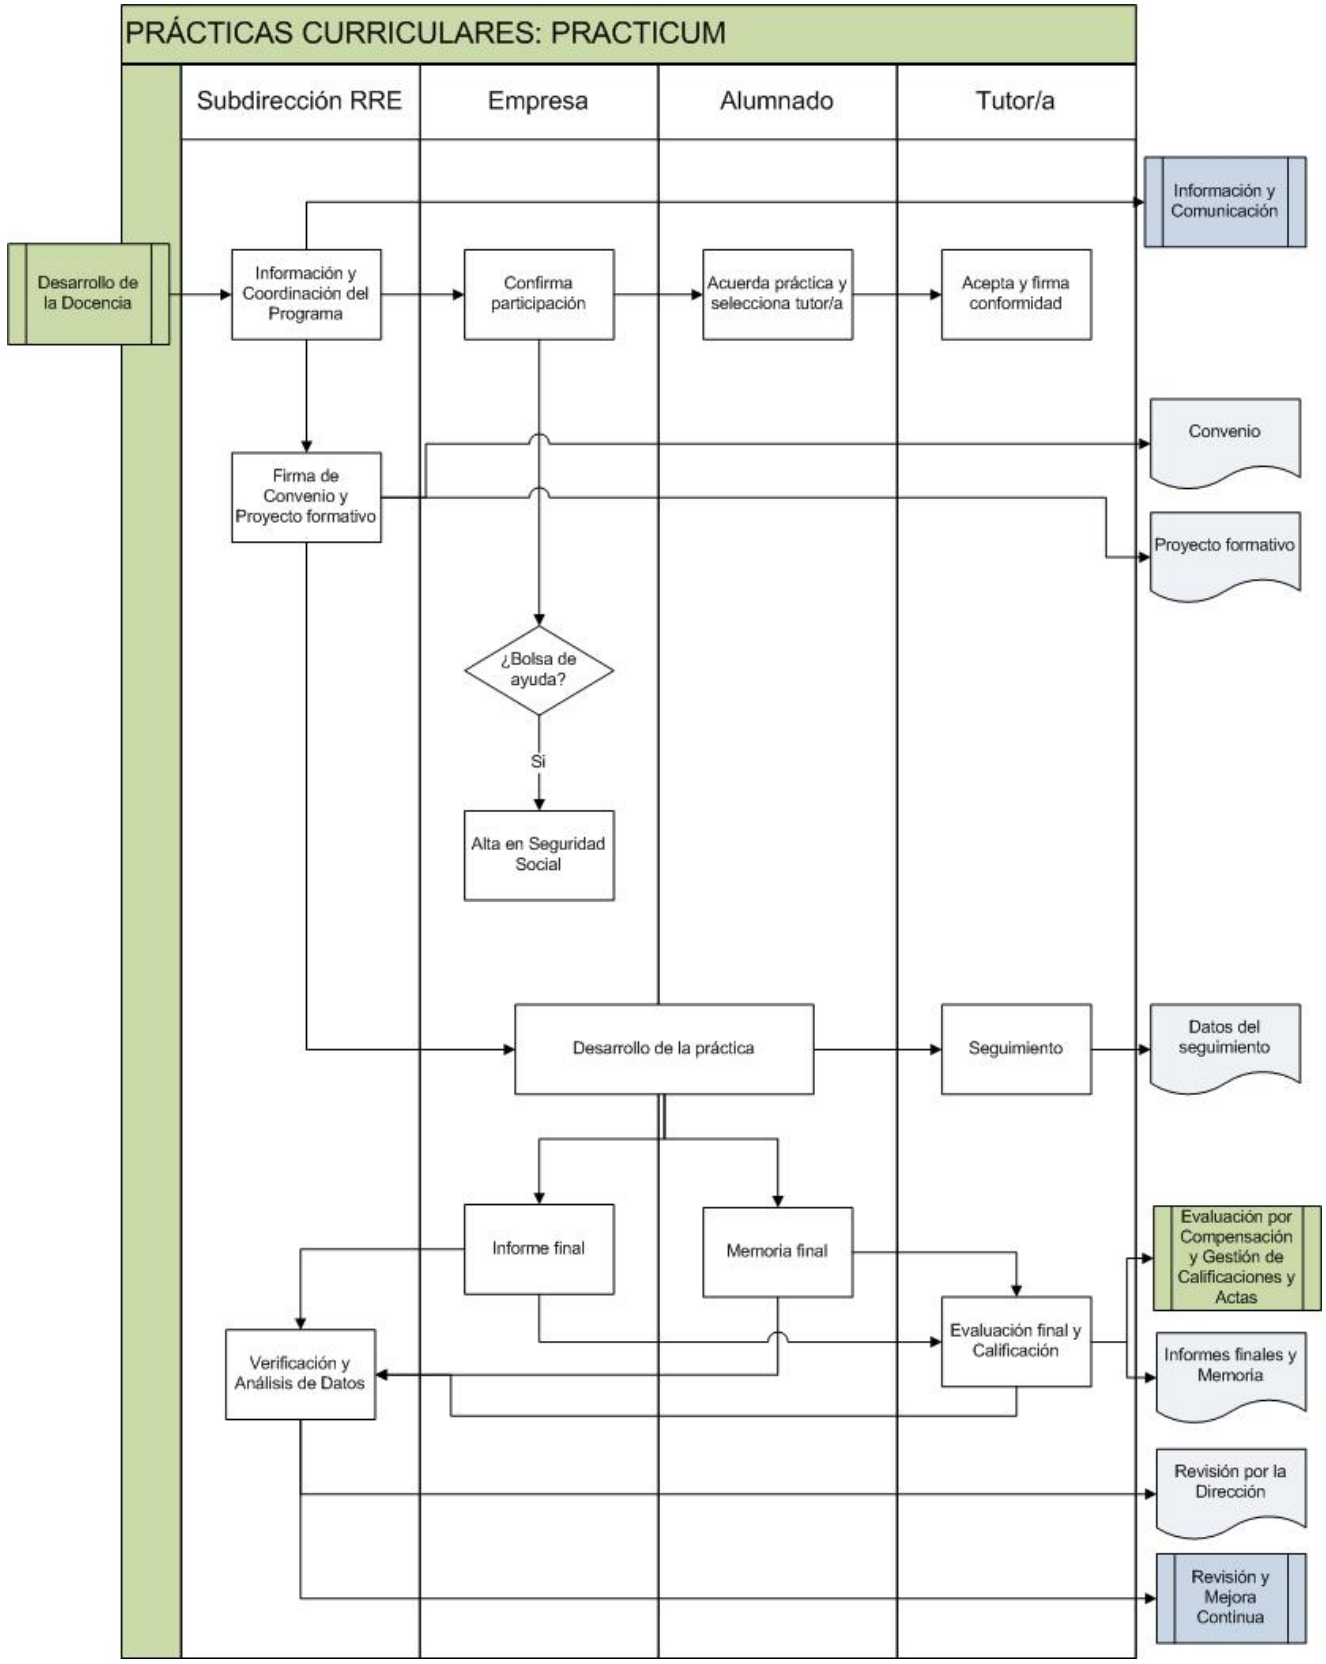 PRÁCTICAS CURRICULARES: PRACTICUM
Subdirección RRE
Empresa
Alumnado
Tutor/a
Información y
Comunicación
Desarrollo de
la Docencia
Información y
Coordinación del
Programa
Confirma
participación
Acuerda práctica y
selecciona tutor/a
Acepta y firma
conformidad
Convenio
Firma de
Convenio y
Proyecto formativo
Proyecto formativo
¿Bolsa de
ayuda?
Si
Alta en Seguridad
Social
Desarrollo de la práctica
Seguimiento
Datos del
seguimiento
Informe final
Memoria final
Evaluación por
Compensación
y Gestión de
Calificaciones y
Actas
Verificación y
Análisis de Datos
Evaluación final y
Calificación
Informes finales y
Memoria
Revisión por la
Dirección
Revisión y
Mejora
Continua